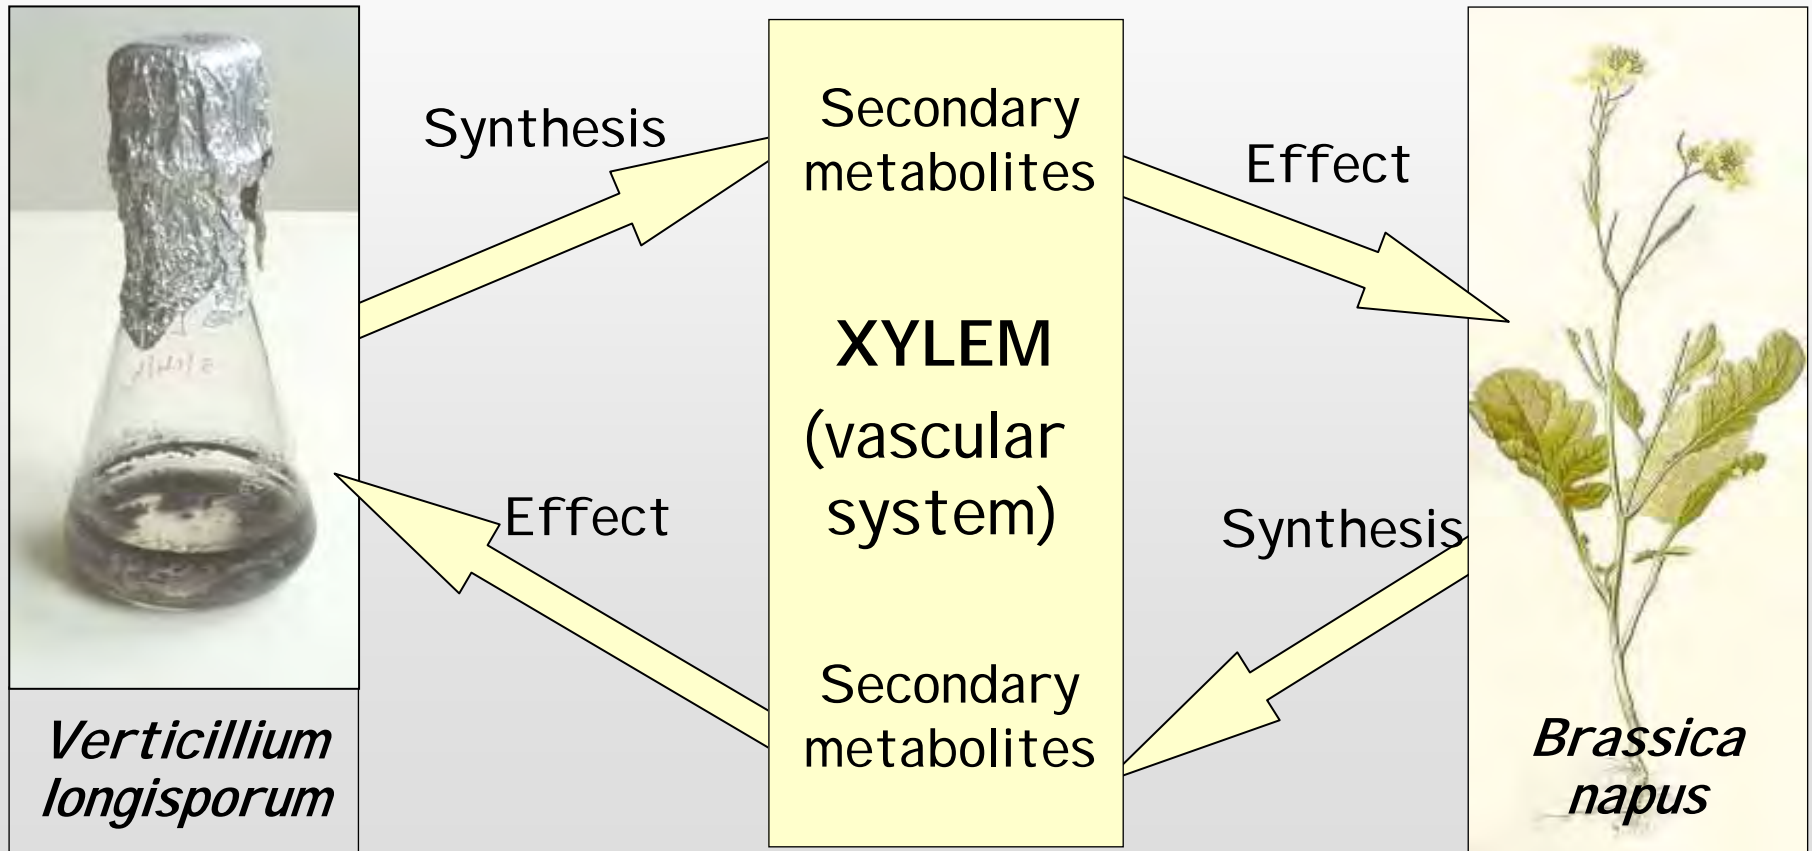 Synthesis
Secondary
metabolites
Effect
XYLEM
(vascular
system)
Effect
Synthesis
Secondary
metabolites
Verticillium
longisporum
Brassica
napus